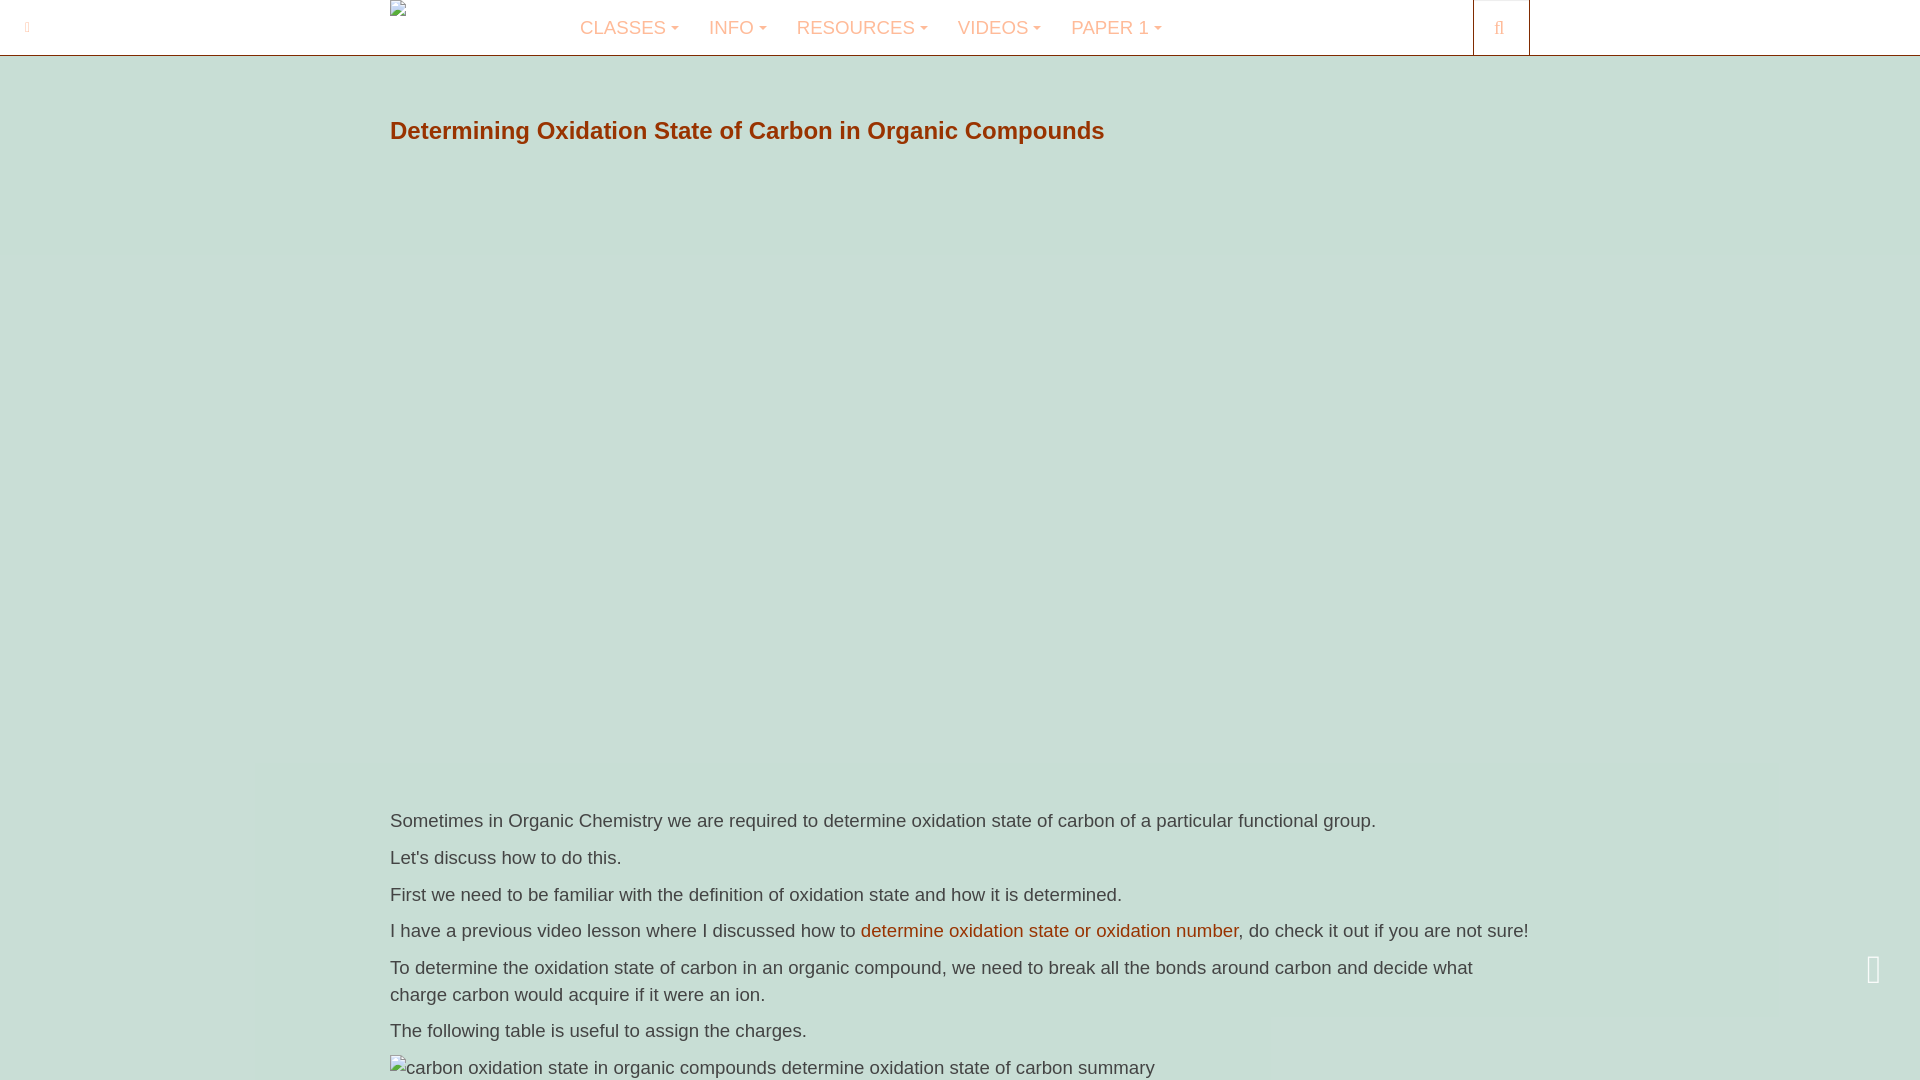 CLASSES INFO RESOURCES VIDEOS PAPER 1
Determining Oxidation State of Carbon in Organic Compounds
Sometimes in Organic Chemistry we are required to determine oxidation state of carbon of a particular functional group.
Let's discuss how to do this.
First we need to be familiar with the definition of oxidation state and how it is determined.
I have a previous video lesson where I discussed how to determine oxidation state or oxidation number, do check it out if you are not sure!
To determine the oxidation state of carbon in an organic compound, we need to break all the bonds around carbon and decide what
charge carbon would acquire if it were an ion.
The following table is useful to assign the charges.
carbon oxidation state in organic compounds determine oxidation state of carbon summary